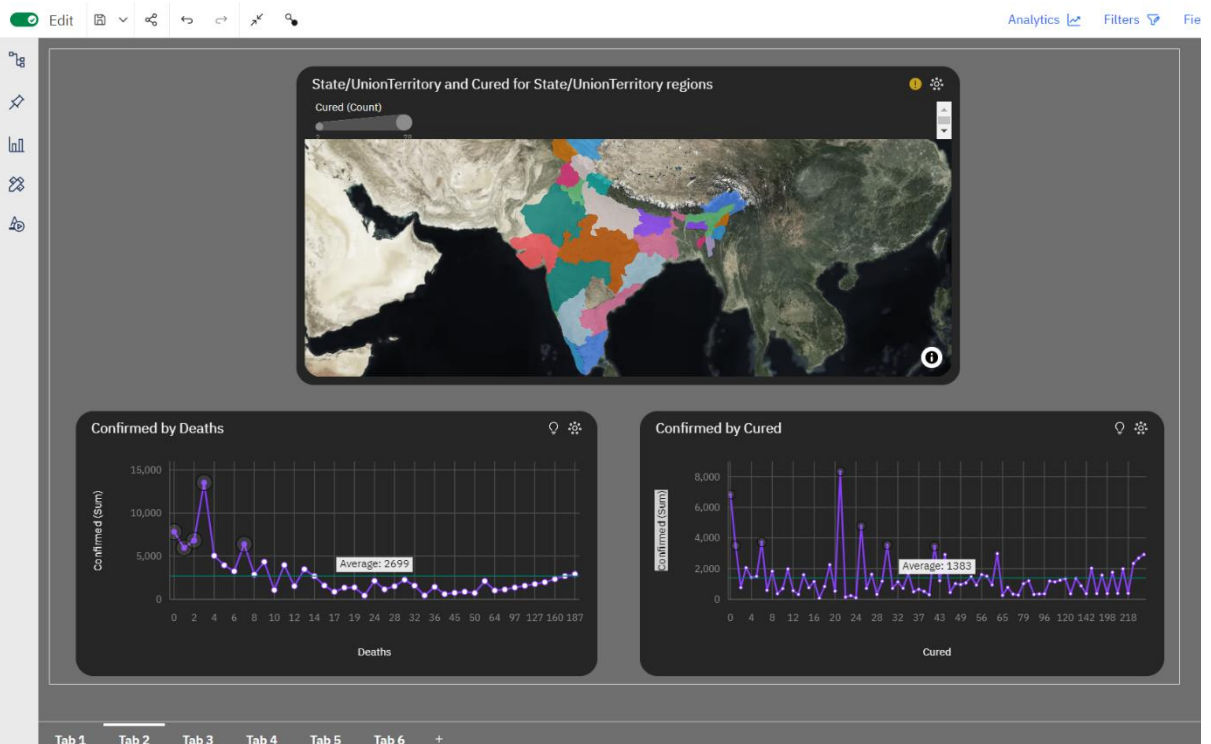 Edit
Analytics
Filters
Fie
State/UnionTerritory and Cured for State/UnionTerritory regions
Cured (Count)
Confirmed by Deaths
15,000
10,000
5,000
0
Confirmed (Sum)
Average: 2699
0 2 4 6 8 10 12 14 17 19 24 28 32 36 45 50 64 97 127 160 187
Deaths
Confirmed by Cured
8,000
6,000
4,000
2,000
0
Confirmed (Sum)
Average: 1383
0 4 8 12 16 20 24 28 32 37 43 49 56 65 79 96 120 142 198 218
Cured
Tab 1 Tab 2 Tab 3 Tab 4 Tab 5 Tab 6 +